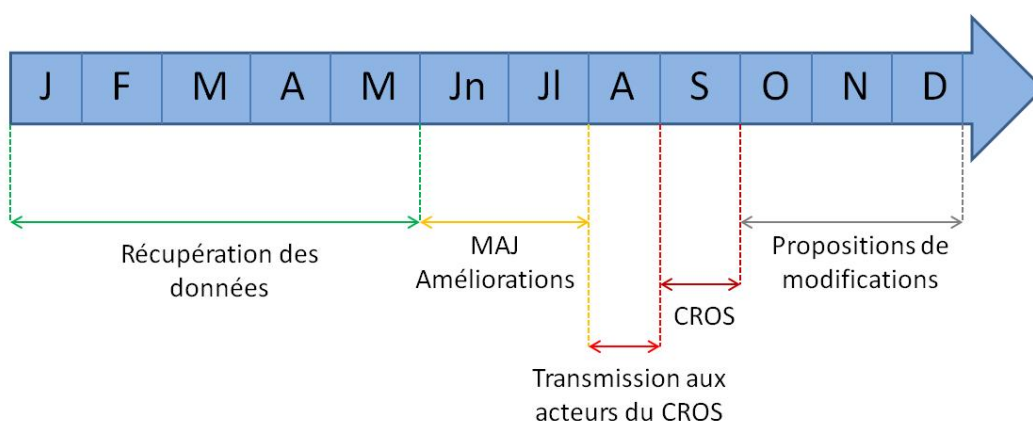 J F M A M Jn Jl A S O N D
Récupération des
données
MAJ
Améliorations
Transmission aux
acteurs du CROS
CROS
Propositions de
modifications